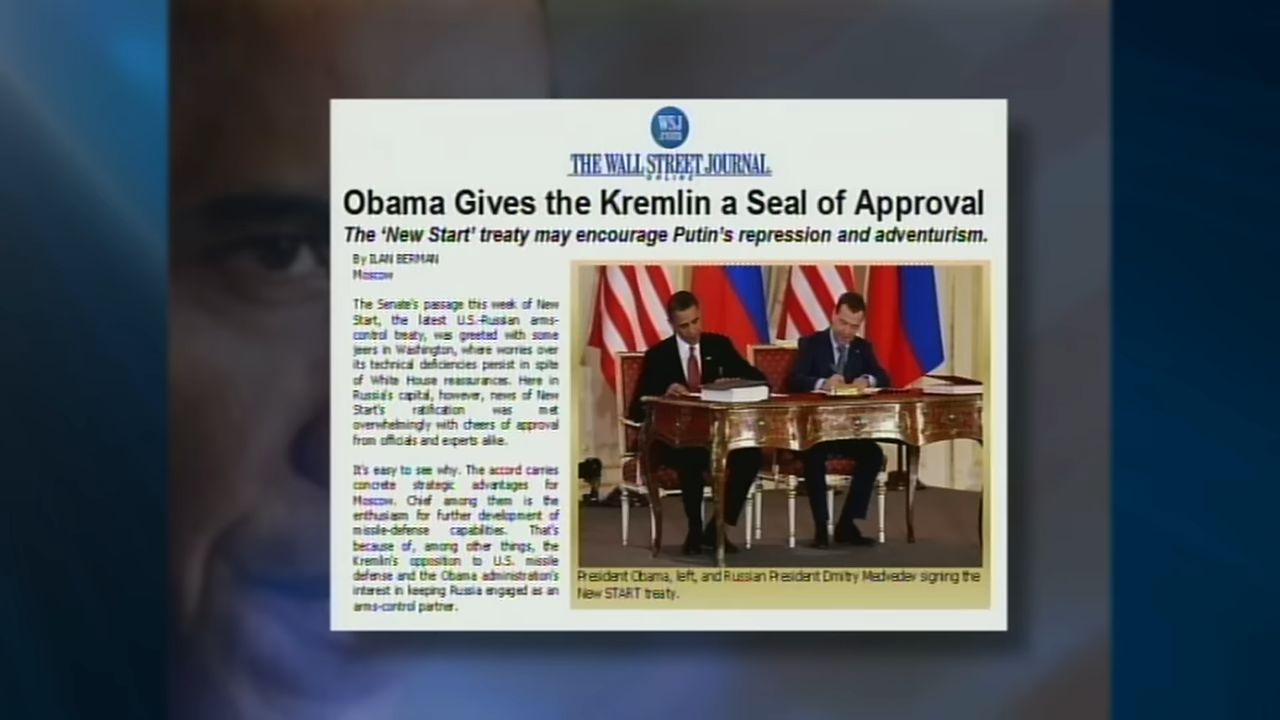 WSJ
THE WALL STREET JOURNAL.
ONLINE
Obama Gives the Kremlin a Seal of Approval
The ‘New Start’ treaty may encourage Putin’s repression and adventurism.
By ILAN BERMAN
Moscow
The Senate's passage this week of New
Start, the latest U.S.-Russian arms-
control treaty, was greeted with some
jeers in Washington, where worries over
its technical deficiencies persist in spite
of White House reassurances. Here in
Russia's capital, however, news of New
Start's ratification was met
overwhelmingly with cheers of approval
from officials and experts alike.
It's easy to see why. The accord carries
concrete strategic advantages for
Moscow. Chief among them is the
enthusiasm for further development of
missile-defense capabilities. That's
because of, among other things, the
Kremlin's opposition to U.S. missile
defense and the Obama administration's
interest in keeping Russia engaged as an
arms-control partner.
President Obama, left, and Russian President Dmitry Medvedev signing the
New START treaty.